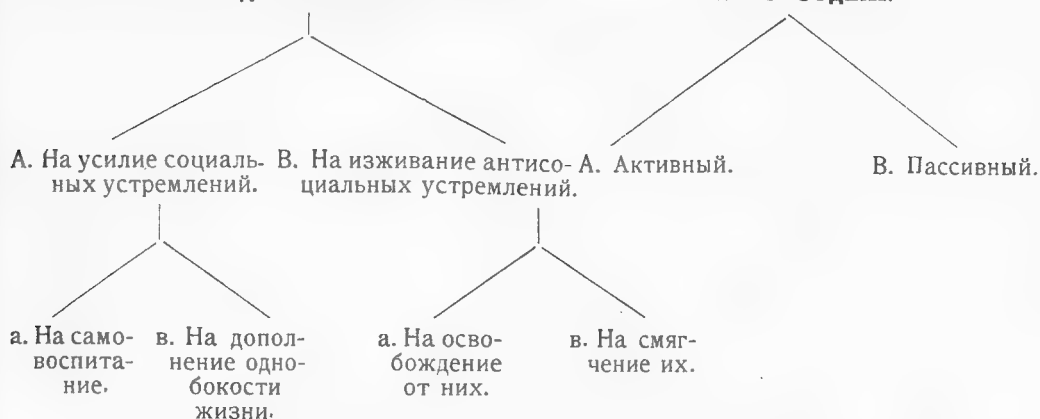 А. На усилие социаль- В. На изживание антисо- А. Активный. В. Пассивный.
ных устремлений. циальных устремлений.
а. На само- в. На допол- а. На осво- в. На смяг-
воспита- нение одно- бождение чение их.
ние. бокости от них.
жизни.